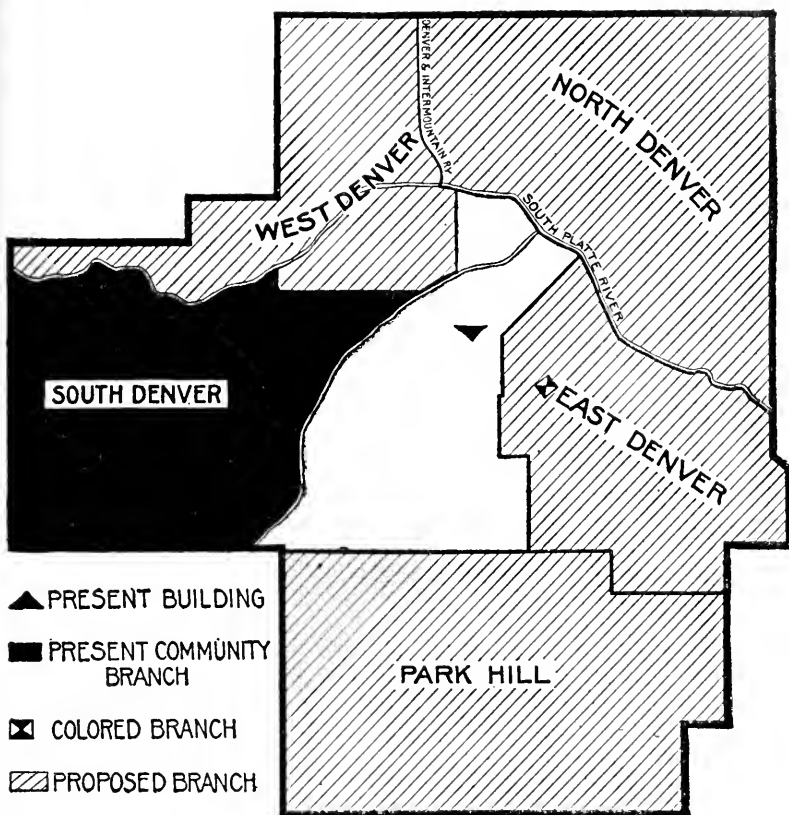 DENVER & INTERMOUNTAIN RY
NORTH DENVER
WEST DENVER
SOUTH PLATTE RIVER
SOUTH DENVER
EAST DENVER
PRESENT BUILDING
PRESENT COMMUNITY
BRANCH
COLORED BRANCH
PROPOSED BRANCH
PARK HILL